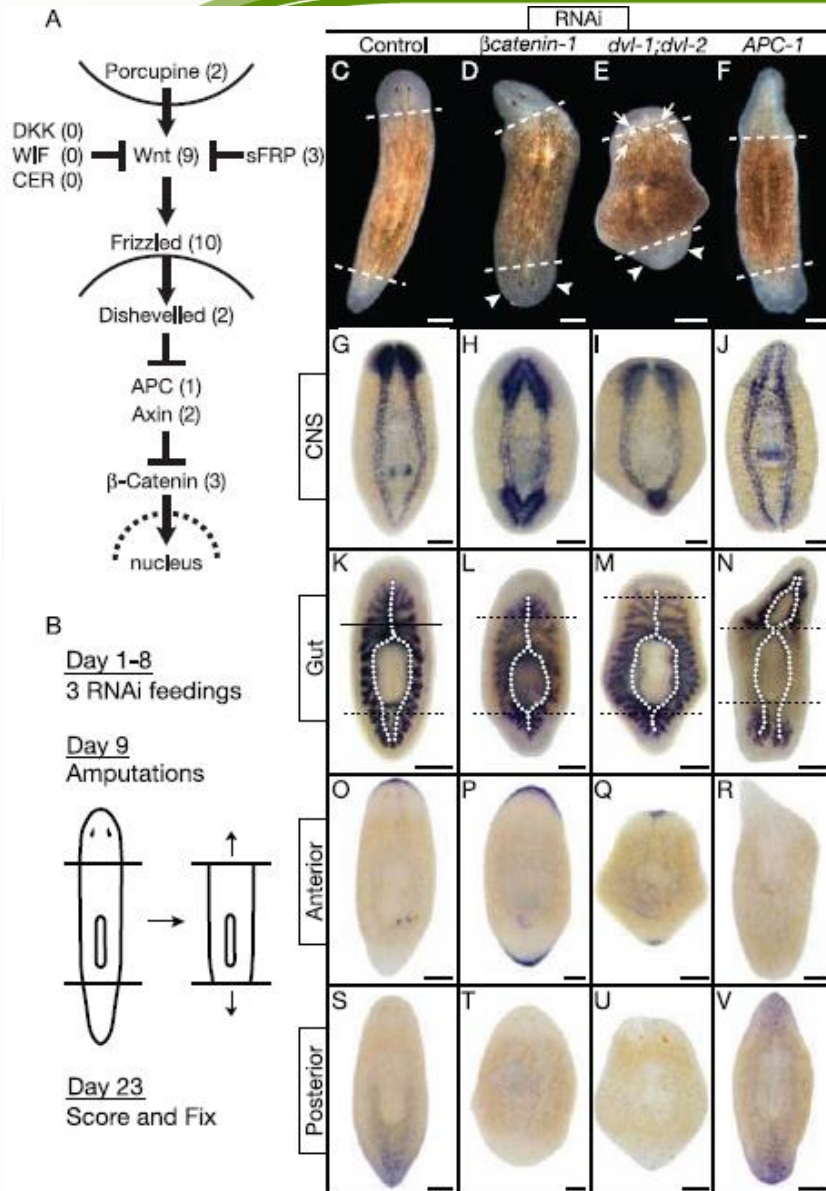 A
RNAi
Control
βcatenin-1
dvl-1;dvl-2
APC-1
Porcupine (2)
DKK (0)
WIF (0)
CER (0)
Wnt (9)
sFRP (3)
Frizzled (10)
Dishevelled (2)
APC (1)
Axin (2)
β-Catenin (3)
nucleus
B
Day 1-8
3 RNAi feedings
Day 9
Amputations
Day 23
Score and Fix
C
D
E
F
CNS
G
H
I
J
Gut
K
L
M
N
Anterior
O
P
Q
R
Posterior
S
T
U
V